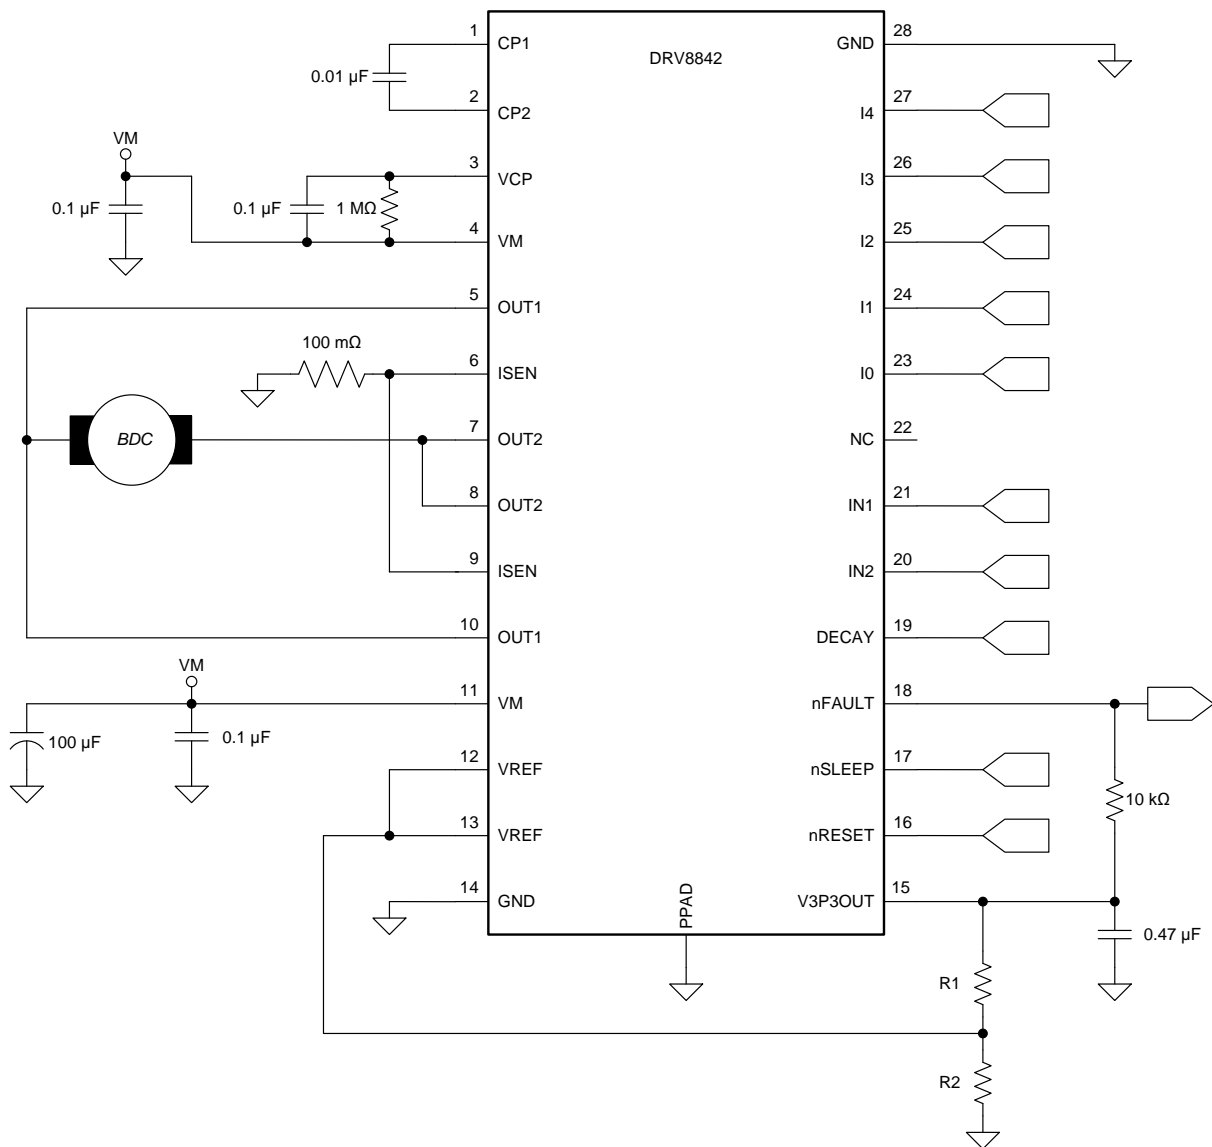 DRV8842
1
CP1
0.01 µF
2
CP2
VM
3
VCP
0.1 µF
0.1 µF
1 MΩ
4
VM
5
OUT1
100 mΩ
6
ISEN
BDC
7
OUT2
8
OUT2
9
ISEN
10
OUT1
VM
11
VM
100 µF
0.1 µF
12
VREF
13
VREF
14
GND
PPAD
28
GND
27
I4
26
I3
25
I2
24
I1
23
I0
22
NC
21
IN1
20
IN2
19
DECAY
18
nFAULT
17
nSLEEP
10 kΩ
16
nRESET
15
V3P3OUT
0.47 µF
R1
R2